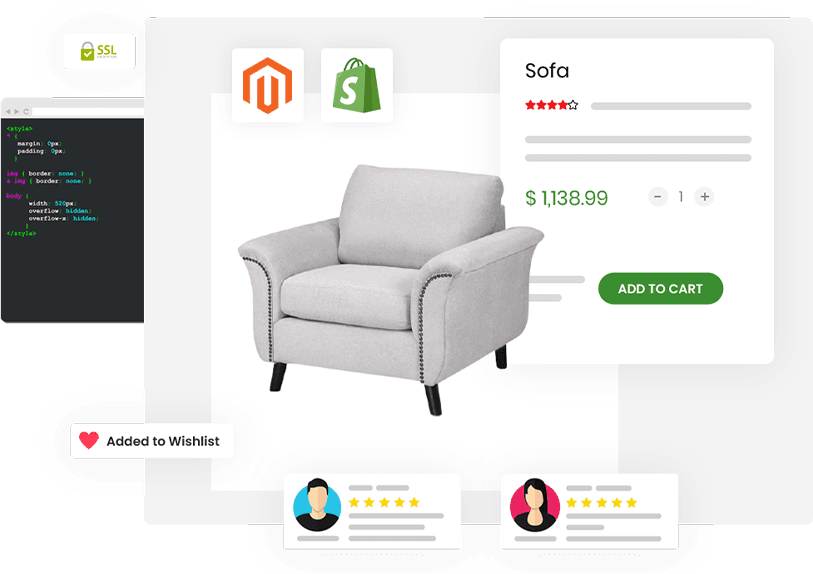 SSL
Sofa
<style>
* {
margin: 0px;
padding: 0px;
}
img { border: none; }
a img { border: none; }
body {
width: 520px;
overflow: hidden;
overflow-x: hidden;
}
</style>
$ 1,138.99
− 1 +
ADD TO CART
Added to Wishlist